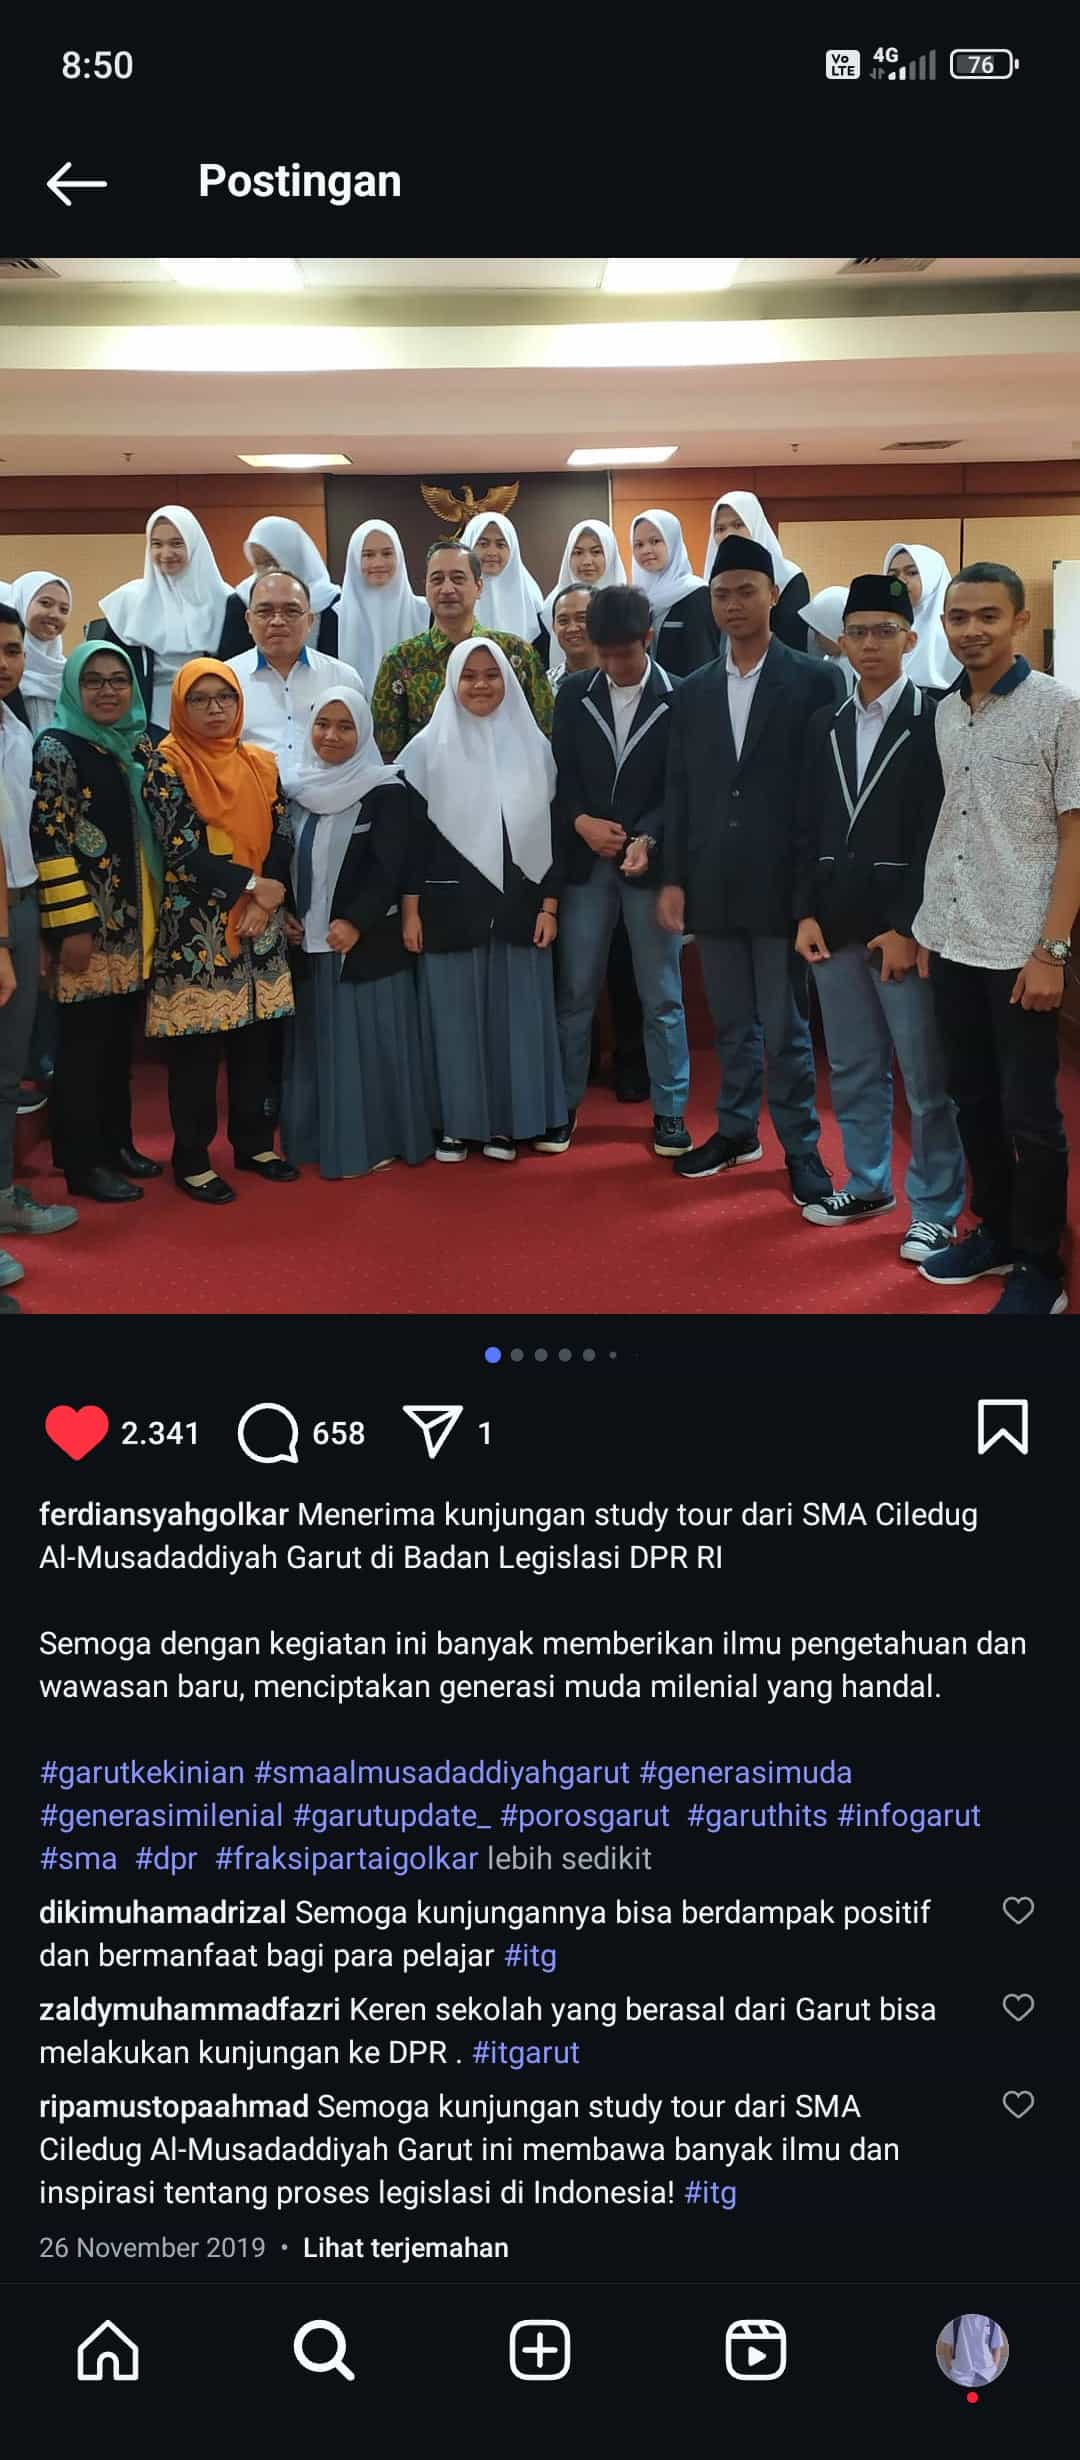 8:50
Vo LTE 4G 76
Postingan
2.341 658 1
ferdiansyahgolkar Menerima kunjungan study tour dari SMA Ciledug
Al-Musadaddiyah Garut di Badan Legislasi DPR RI
Semoga dengan kegiatan ini banyak memberikan ilmu pengetahuan dan
wawasan baru, menciptakan generasi muda milenial yang handal.
#garutkekinian #smaalmusadaddiyahgarut #generasimuda
#generasimilenial #garutupdate_ #porosgarut #garuthits #infogarut
#sma #dpr #fraksipartaigolkar lebih sedikit
dikimuhamadrizal Semoga kunjungannya bisa berdampak positif
dan bermanfaat bagi para pelajar #itg
zaldymuhammadfazri Keren sekolah yang berasal dari Garut bisa
melakukan kunjungan ke DPR . #itgarut
ripamustopaahmad Semoga kunjungan study tour dari SMA
Ciledug Al-Musadaddiyah Garut ini membawa banyak ilmu dan
inspirasi tentang proses legislasi di Indonesia! #itg
26 November 2019 • Lihat terjemahan